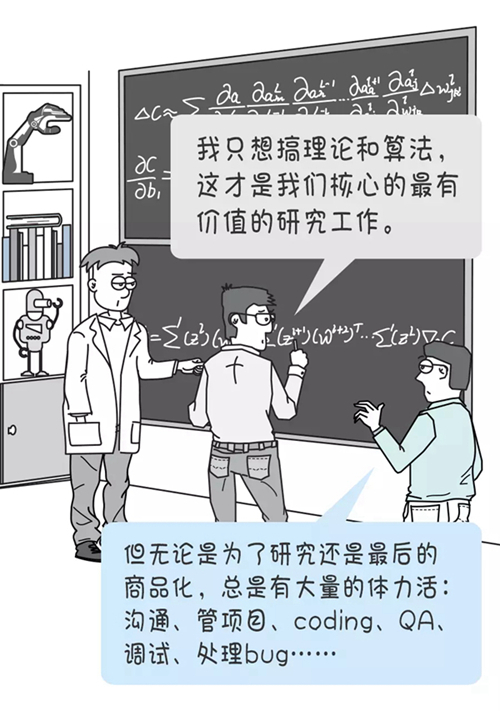 我只想搞理论和算法，
这才是我们核心的最有
价值的研究工作。
但无论是为了研究还是最后的
商品化，总是有大量的体力活：
沟通、管项目、coding、QA、
调试、处理bug……